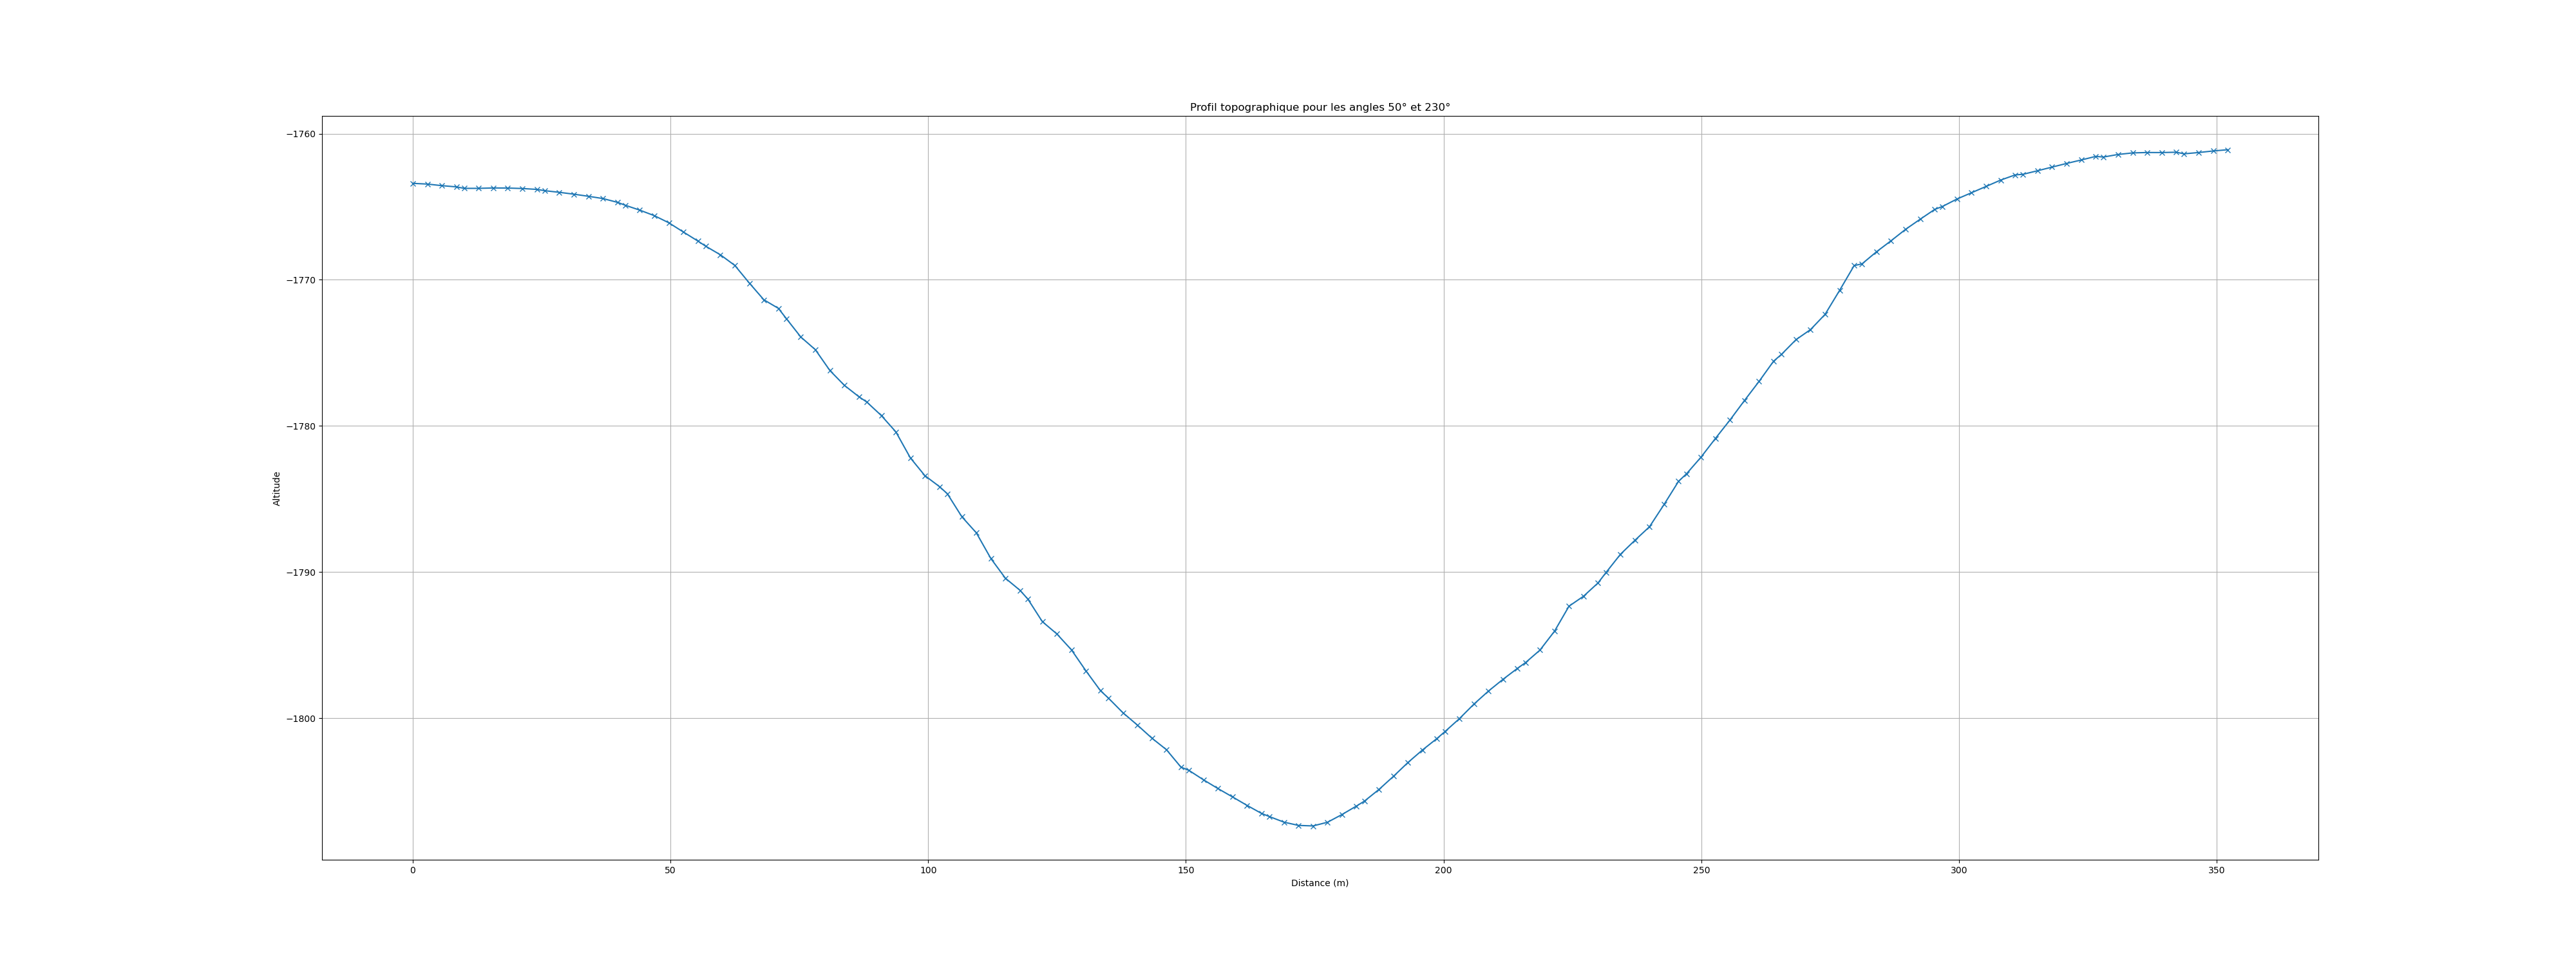 Profil topographique pour les angles 50° et 230°
−1760
−1770
−1780
−1790
−1800
Altitude
0 50 100 150 200 250 300 350
Distance (m)